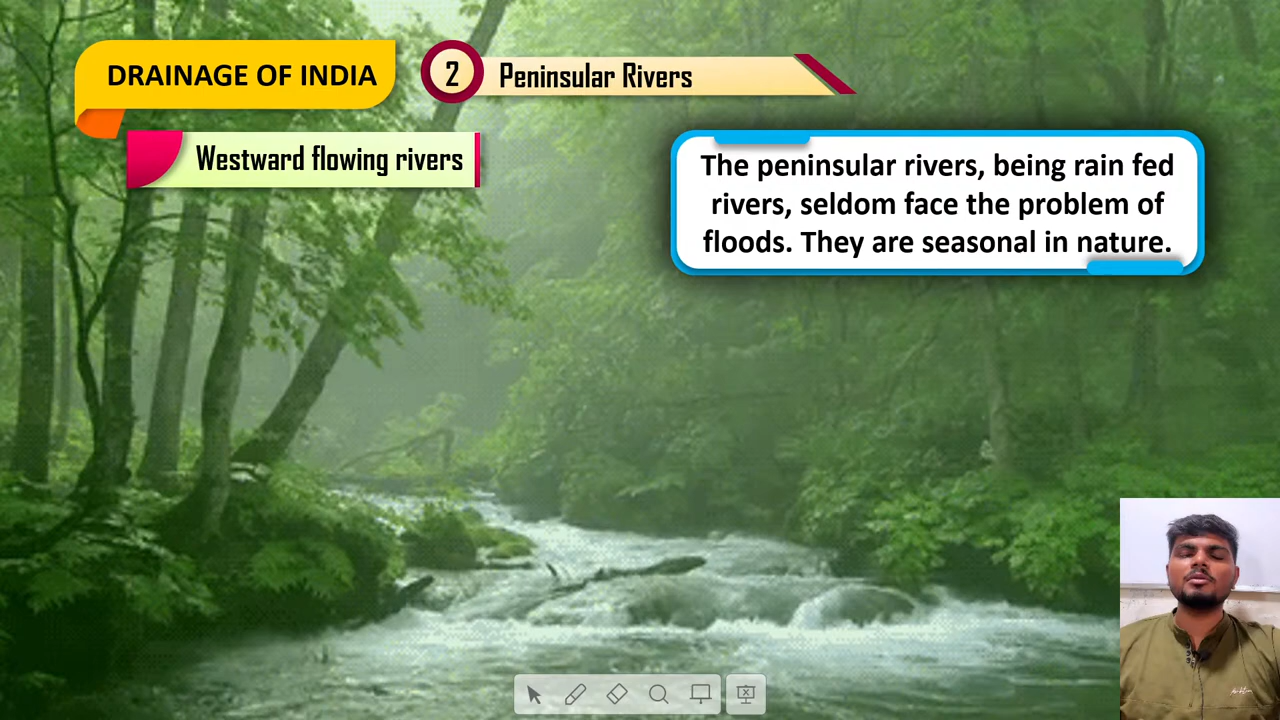 DRAINAGE OF INDIA
2
Peninsular Rivers
Westward flowing rivers
The peninsular rivers, being rain fed
rivers, seldom face the problem of
floods. They are seasonal in nature.